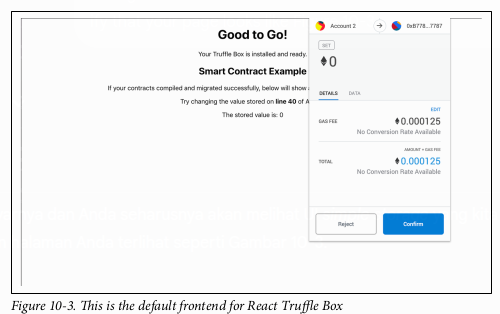 Good to Go!
Your Truffle Box is installed and ready.
Smart Contract Example
If your contracts compiled and migrated successfully, below will show
Try changing the value stored on line 40 of A
The stored value is: 0
Account 2
0xB778...7787
SET
0
DETAILS
DATA
EDIT
GAS FEE
0.000125
No Conversion Rate Available
AMOUNT + GAS FEE
TOTAL
0.000125
No Conversion Rate Available
Reject
Confirm
Figure 10-3. This is the default frontend for React Truffle Box